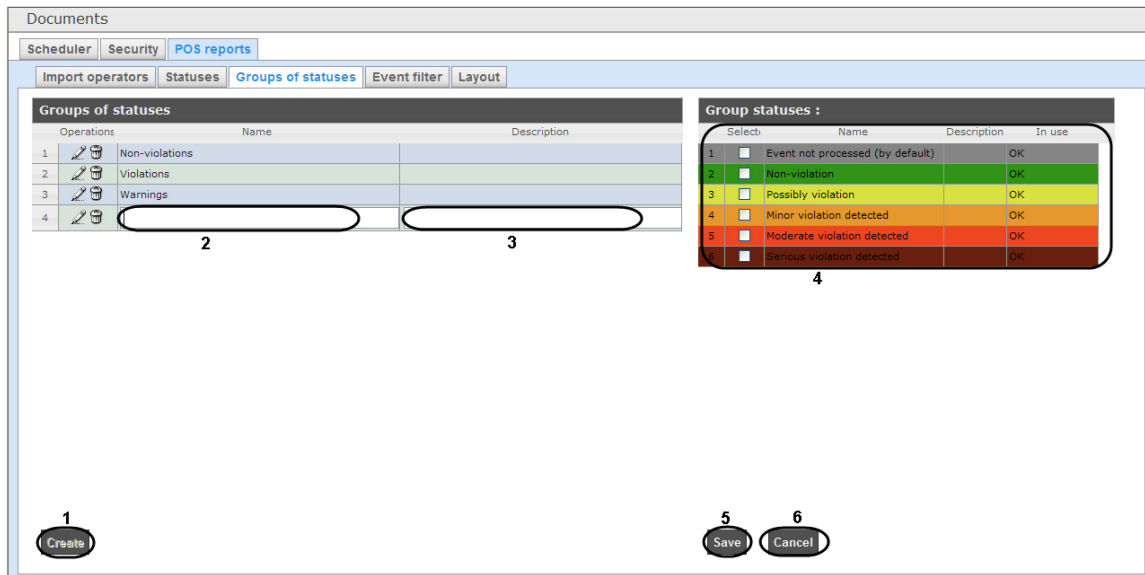 Documents
Scheduler Security POS reports
Import operators Statuses Groups of statuses Event filter Layout
Groups of statuses
Operations Name Description
1 Non-violations
2 Violations
3 Warnings
4
2 3
Group statuses :
Select Name Description In use
1 Event not processed (by default) OK
2 Non-violation OK
3 Possibly violation OK
4 Minor violation detected OK
5 Moderate violation detected OK
6 Serious violation detected OK
4
1
Create
5 6
Save Cancel